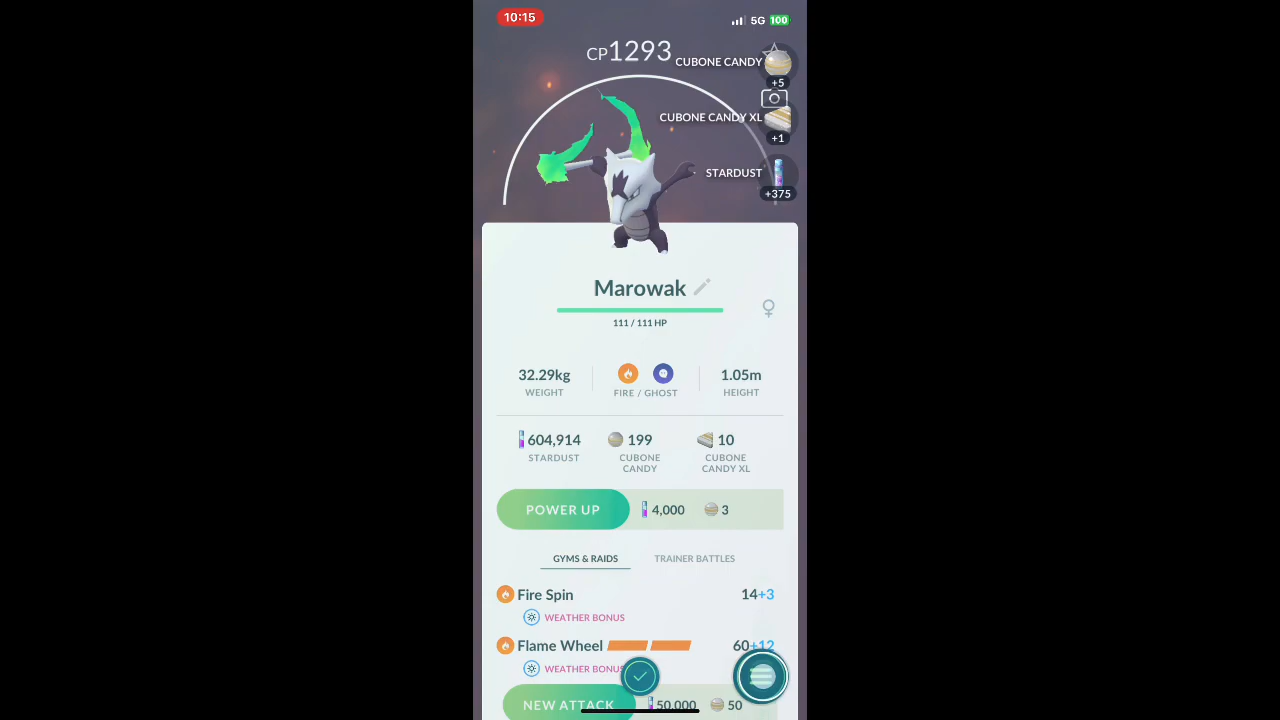 10:15
5G 100
CP1293
CUBONE CANDY
+5
CUBONE CANDY XL
+1
STARDUST
+375
Marowak
111 / 111 HP
32.29kg
WEIGHT
FIRE / GHOST
1.05m
HEIGHT
604,914
STARDUST
199
CUBONE
CANDY
10
CUBONE
CANDY XL
POWER UP 4,000 3
GYMS & RAIDS TRAINER BATTLES
Fire Spin 14+3
WEATHER BONUS
Flame Wheel 60+12
WEATHER BONUS
NEW ATTACK 50,000 50